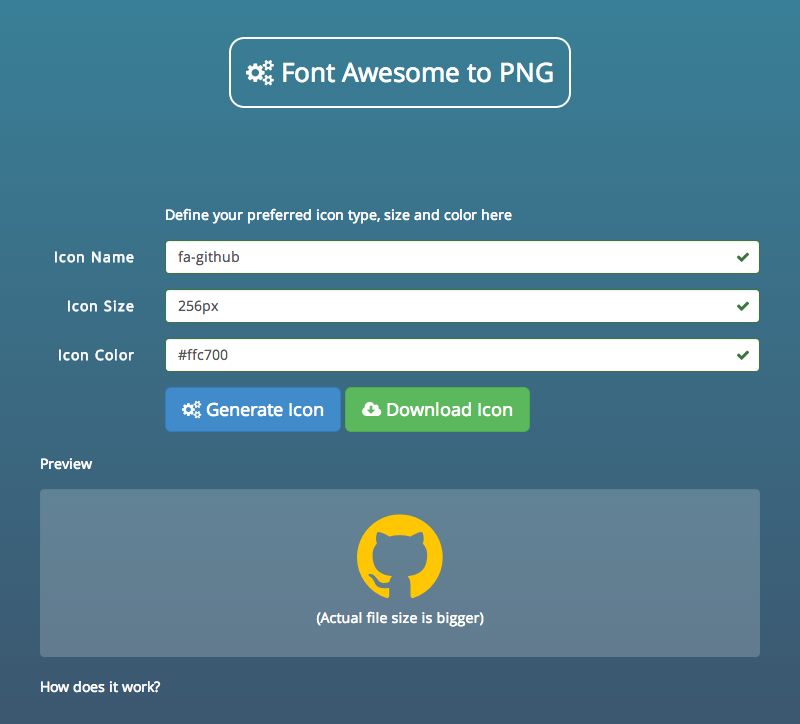 Font Awesome to PNG
Define your preferred icon type, size and color here
Icon Name fa-github
Icon Size 256px
Icon Color #ffc700
Generate Icon Download Icon
Preview
(Actual file size is bigger)
How does it work?